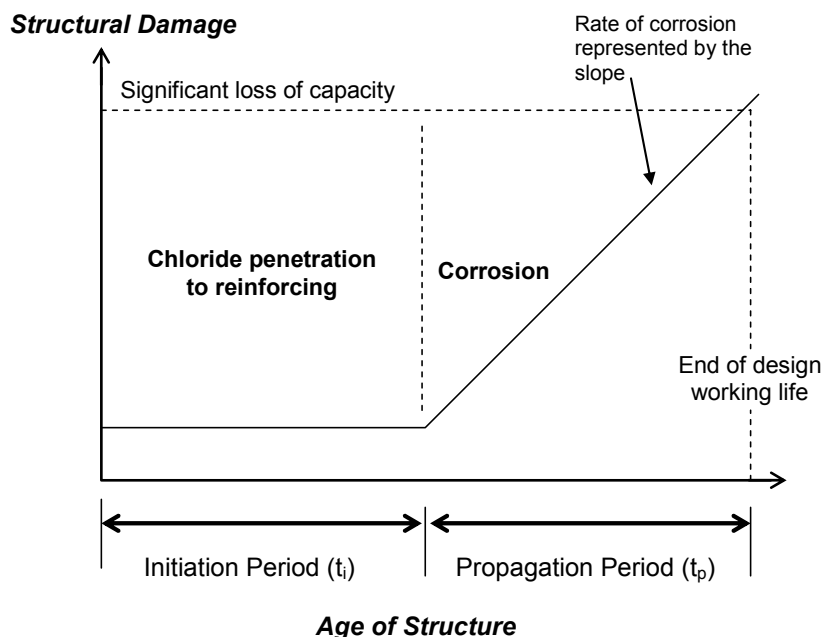 Structural Damage
Rate of corrosion
represented by the
slope
Significant loss of capacity
Chloride penetration
to reinforcing
Corrosion
End of design
working life
Initiation Period (tᵢ)
Propagation Period (tₚ)
Age of Structure